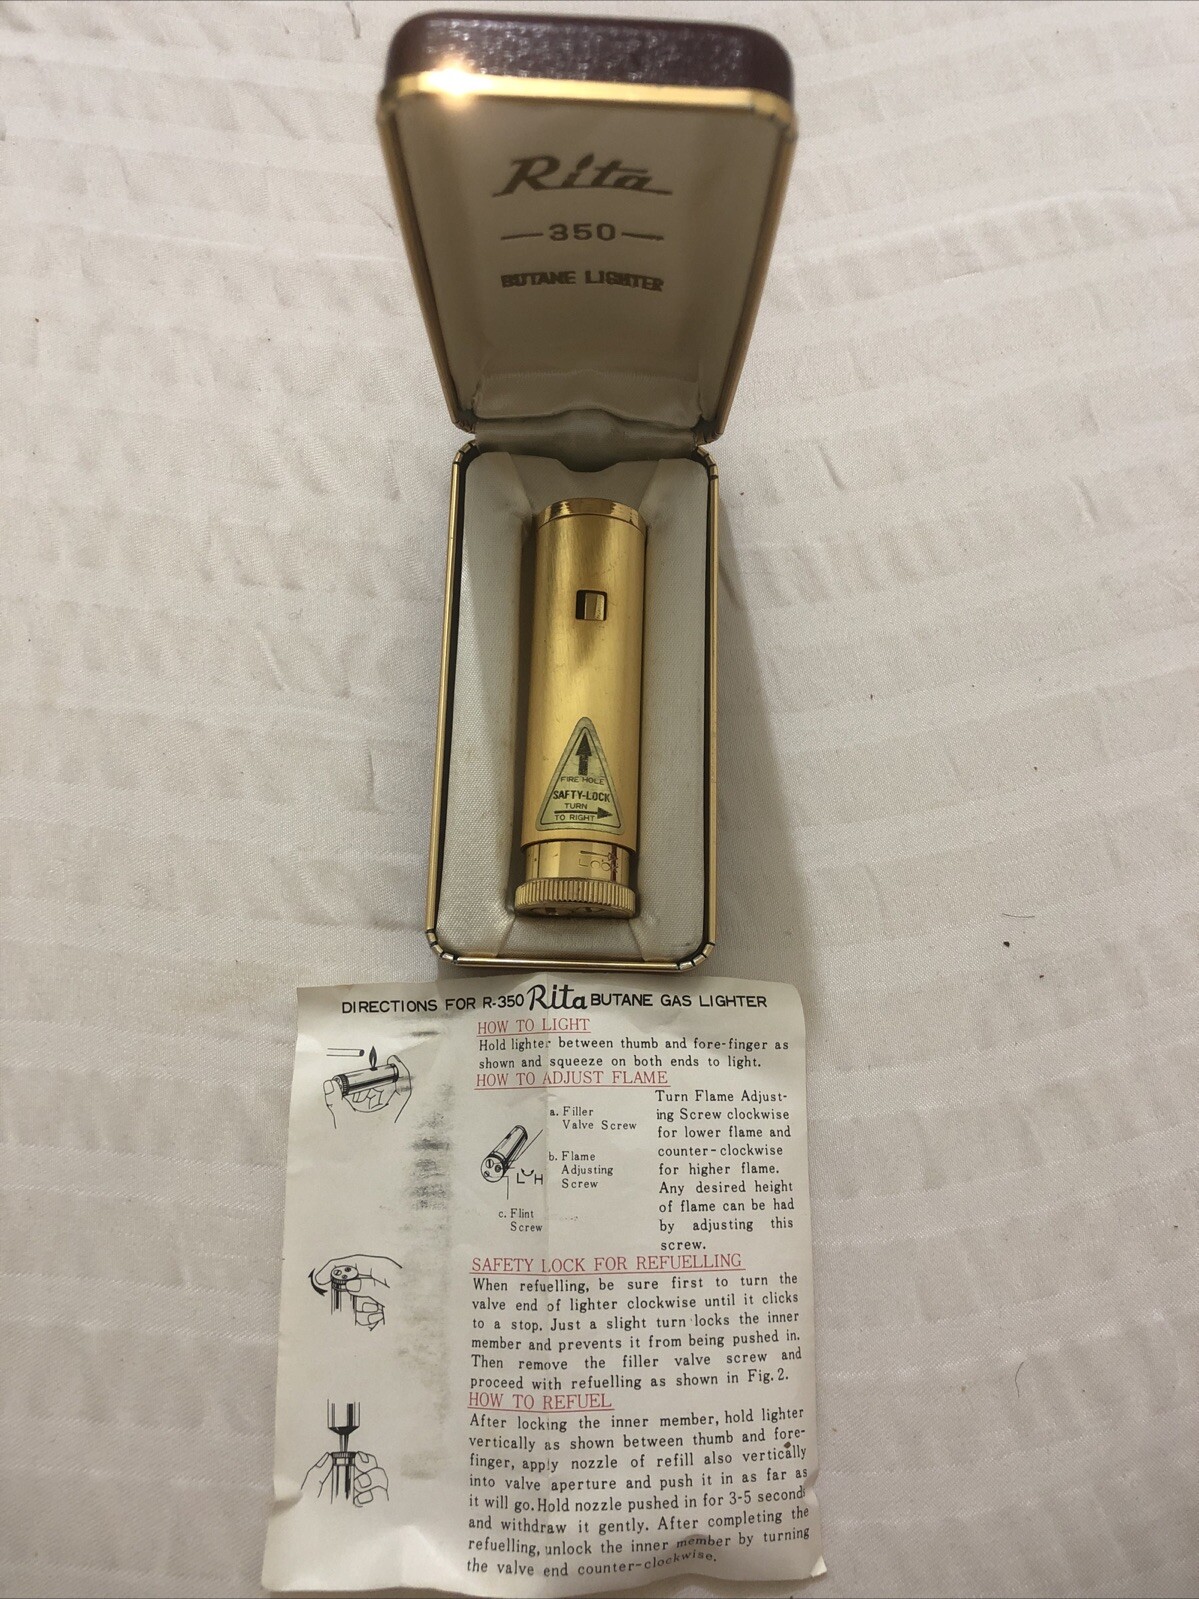 Rita
350
BUTANE LIGHTER
FIRE HOLE
SAFTY-LOCK
TURN
TO RIGHT
DIRECTIONS FOR R-350 Rita BUTANE GAS LIGHTER
HOW TO LIGHT
Hold lighter between thumb and fore-finger as
shown and squeeze on both ends to light.
HOW TO ADJUST FLAME
a. Filler
Valve Screw
b. Flame
Adjusting
Screw
L H
c. Flint
Screw
Turn Flame Adjust-
ing Screw clockwise
for lower flame and
counter-clockwise
for higher flame.
Any desired height
of flame can be had
by adjusting this
screw.
SAFETY LOCK FOR REFUELLING
When refuelling, be sure first to turn the
valve end of lighter clockwise until it clicks
to a stop. Just a slight turn locks the inner
member and prevents it from being pushed in.
Then remove the filler valve screw and
proceed with refuelling as shown in Fig. 2.
HOW TO REFUEL
After locking the inner member, hold lighter
vertically as shown between thumb and fore-
finger, apply nozzle of refill also vertically
into valve aperture and push it in as far as
it will go. Hold nozzle pushed in for 3-5 seconds
and withdraw it gently. After completing the
refuelling, unlock the inner member by turning
the valve end counter-clockwise.